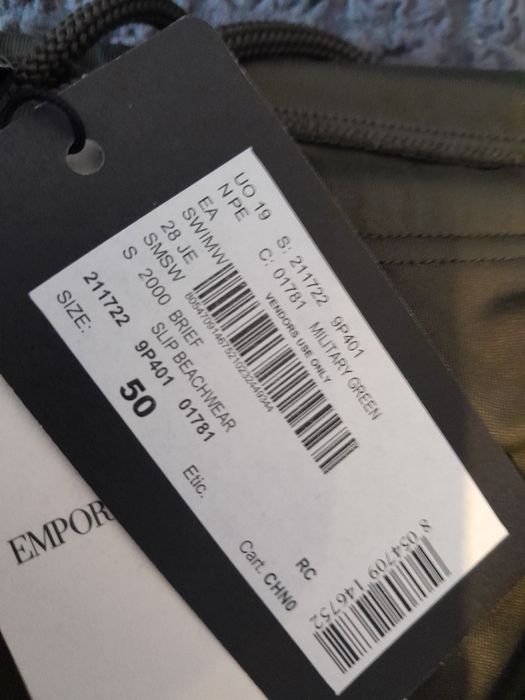 UO 19 S: 211722 9P401
N PE C: 01781 MILITARY GREEN
EA
SWIMW VENDORS USE ONLY
28 JE
SMSW
S 2000 BRIEF
SLIP BEACHWEAR
211722 9P401 01781
SIZE: 50
Etic.
RC
Cart. CHN0
8 054709 146752
EMPOR